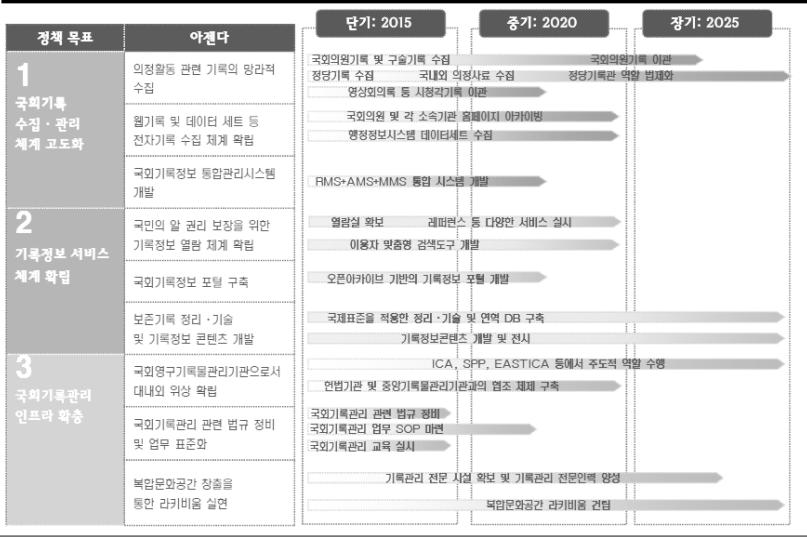 정책 목표
아젠다
단기: 2015
중기: 2020
장기: 2025
1
국회기록
수집 · 관리
체계 고도화
의정활동 관련 기록의 망라적
수집
국회의원기록 및 구술기록 수집
국회의원기록 이관
정당기록 수집
국내외 의정사료 수집
정당기록관 역할 법제화
영상회의록 등 시청각기록 이관
웹기록 및 데이터 세트 등
전자기록 수집 체계 확립
국회의원 및 각 소속기관 홈페이지 아카이빙
행정정보시스템 데이터세트 수집
국회기록정보 통합관리시스템
개발
RMS+AMS+MMS 통합 시스템 개발
2
기록정보 서비스
체계 확립
국민의 알 권리 보장을 위한
기록정보 열람 체계 확립
열람실 확보
레퍼런스 등 다양한 서비스 실시
이용자 맞춤형 검색도구 개발
국회기록정보 포털 구축
오픈아카이브 기반의 기록정보 포털 개발
보존기록 정리 · 기술
및 기록정보 콘텐츠 개발
국제표준을 적용한 정리 · 기술 및 연혁 DB 구축
기록정보콘텐츠 개발 및 전시
3
국회기록관리
인프라 확충
국회영구기록물관리기관으로서
대내외 위상 확립
ICA, SPP, EASTICA 등에서 주도적 역할 수행
헌법기관 및 중앙기록물관리기관과의 협조 체제 구축
국회기록관리 관련 법규 정비
및 업무 표준화
국회기록관리 관련 법규 정비
국회기록관리 업무 SOP 마련
국회기록관리 교육 실시
복합문화공간 창출을
통한 라키비움 실현
기록관리 전문 시설 확보 및 기록관리 전문인력 양성
복합문화공간 라키비움 건립